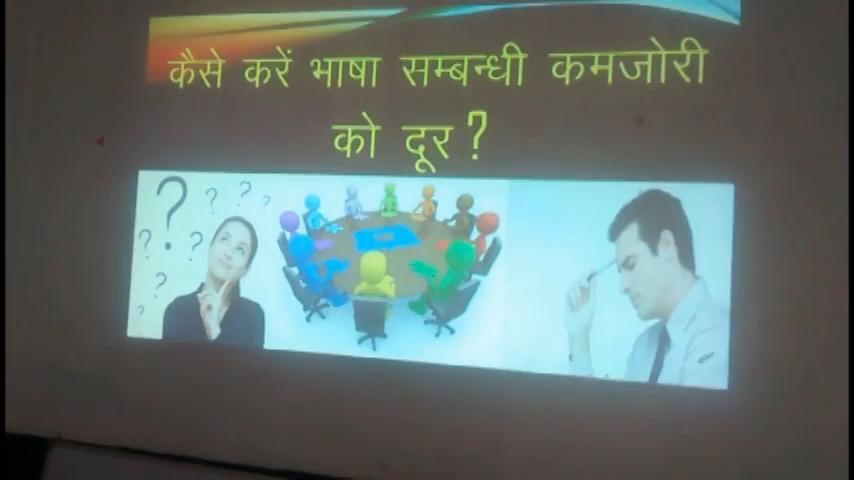 कैसे करें भाषा सम्बन्धी कमजोरी
को दूर ?
? ? ? ?
? ?
?
?